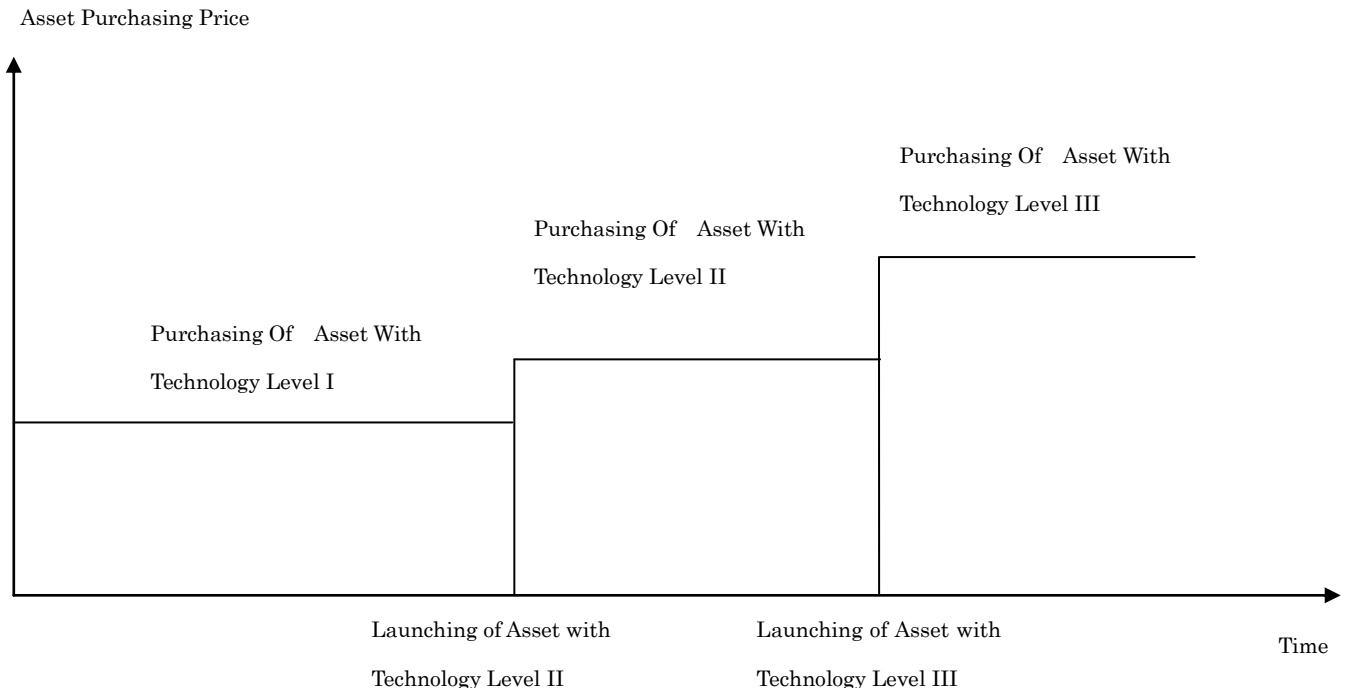 Asset Purchasing Price
Purchasing Of Asset With
Technology Level III
Purchasing Of Asset With
Technology Level II
Purchasing Of Asset With
Technology Level I
Launching of Asset with
Technology Level II
Launching of Asset with
Technology Level III
Time